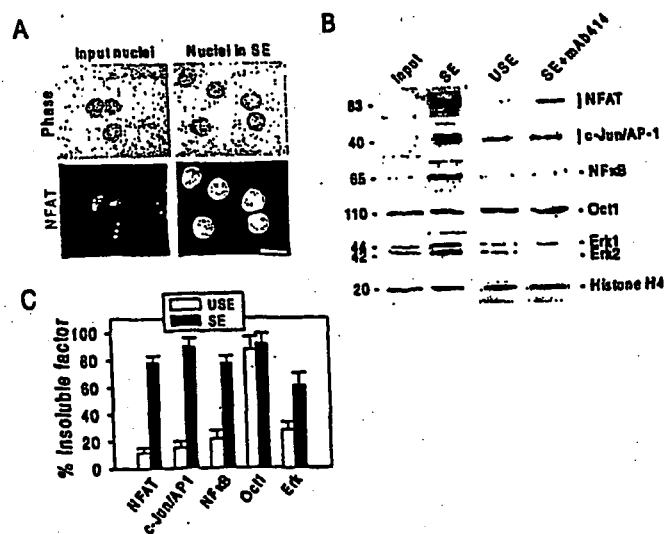 A
Input nuclei
Nuclei in SE
Phase
NFAT
B
Input
SE
USE
SE+mAb414
83
NFAT
40
c-Jun/AP-1
65
NFκB
110
Oct1
44
Erk1
42
Erk2
20
Histone H4
C
USE
SE
% Insoluble factor
100
80
60
40
20
0
NFAT
c-Jun/AP1
NFκB
Oct1
Erk